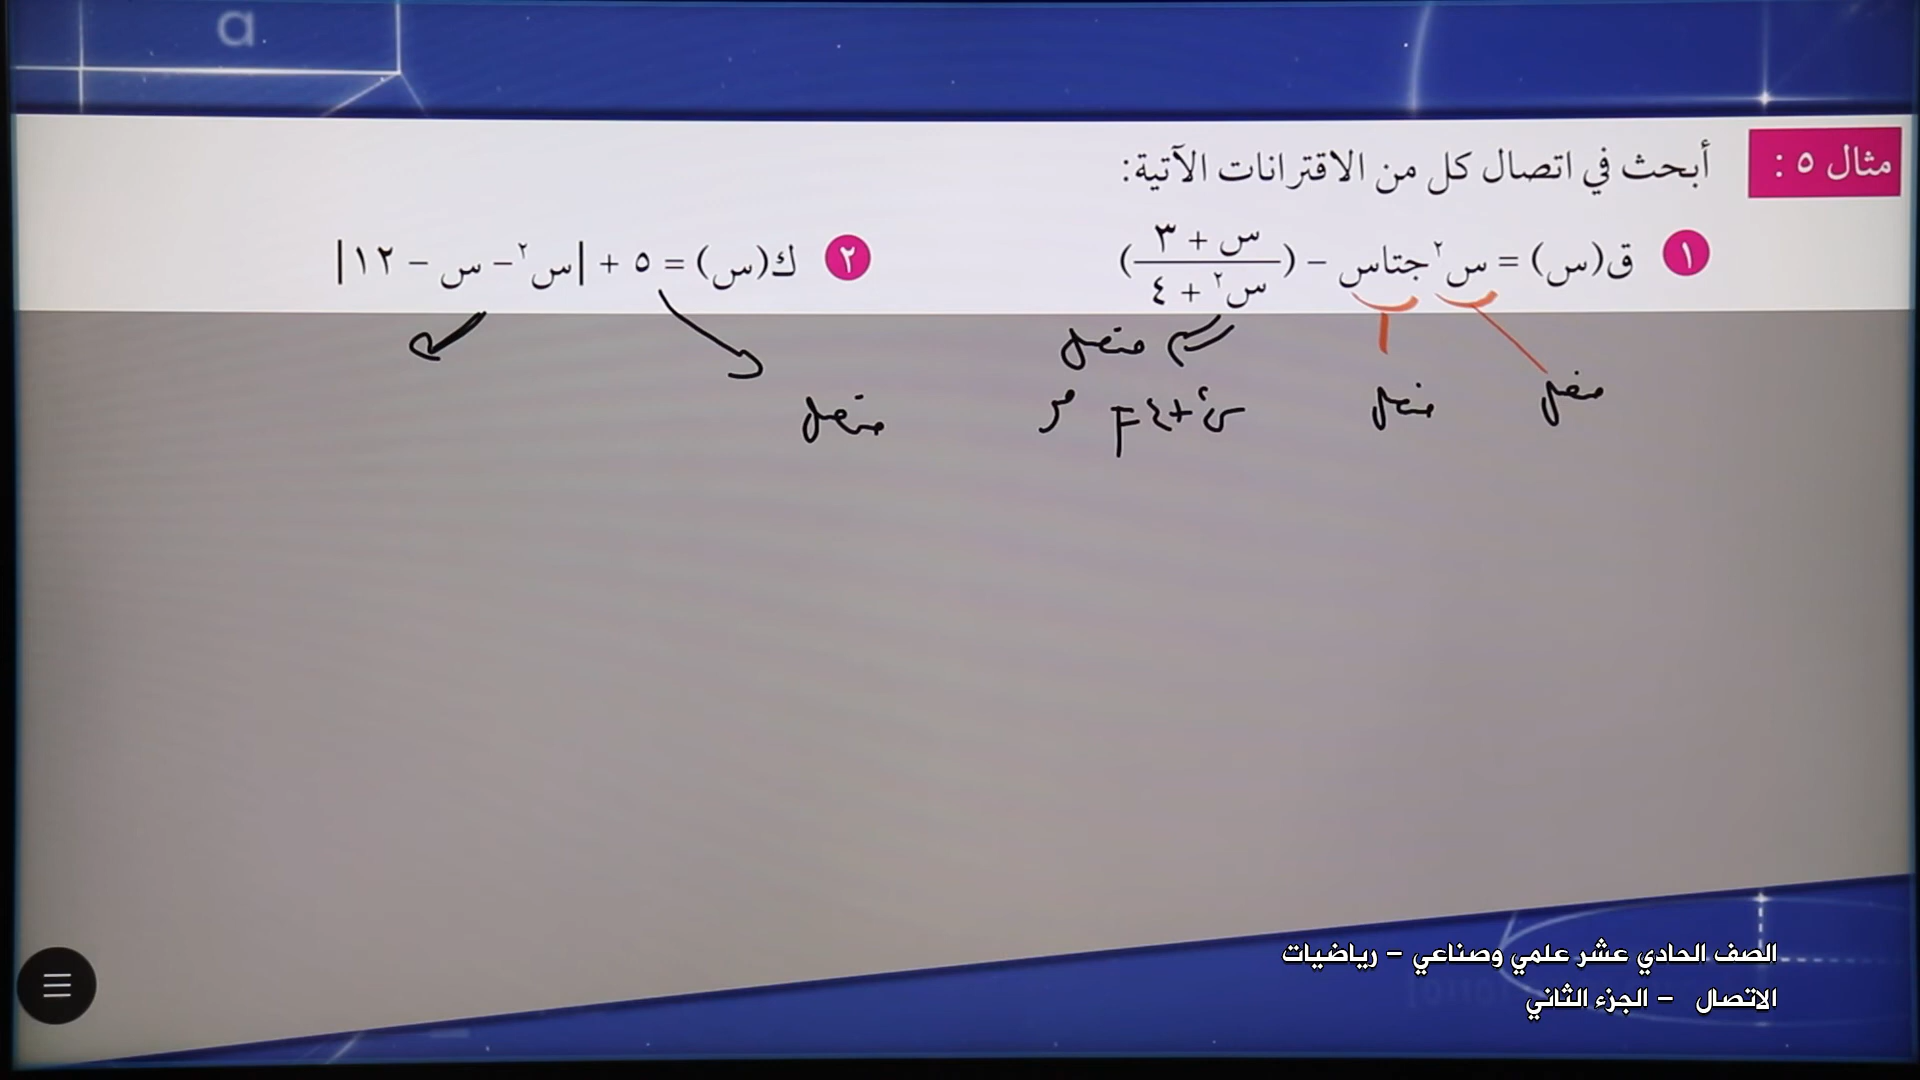 a
مثال ٥ :
أبحث في اتصال كل من الاقترانات الآتية:
١ ق(س) = س٢ جتاس – (س + ٣ / س٢ + ٤)
٢ ك(س) = ٥ + |س٢ – س – ١٢|
متصل
متصل
متصل
س٢ + ٤ ≠ صفر
متصل
الصف الحادي عشر علمي وصناعي – رياضيات
الاتصال – الجزء الثاني